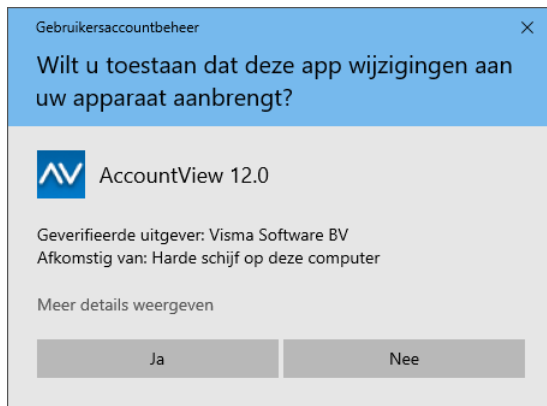 Gebruikersaccountbeheer
Wilt u toestaan dat deze app wijzigingen aan
uw apparaat aanbrengt?
AV AccountView 12.0
Geverifieerde uitgever: Visma Software BV
Afkomstig van: Harde schijf op deze computer
Meer details weergeven
Ja Nee